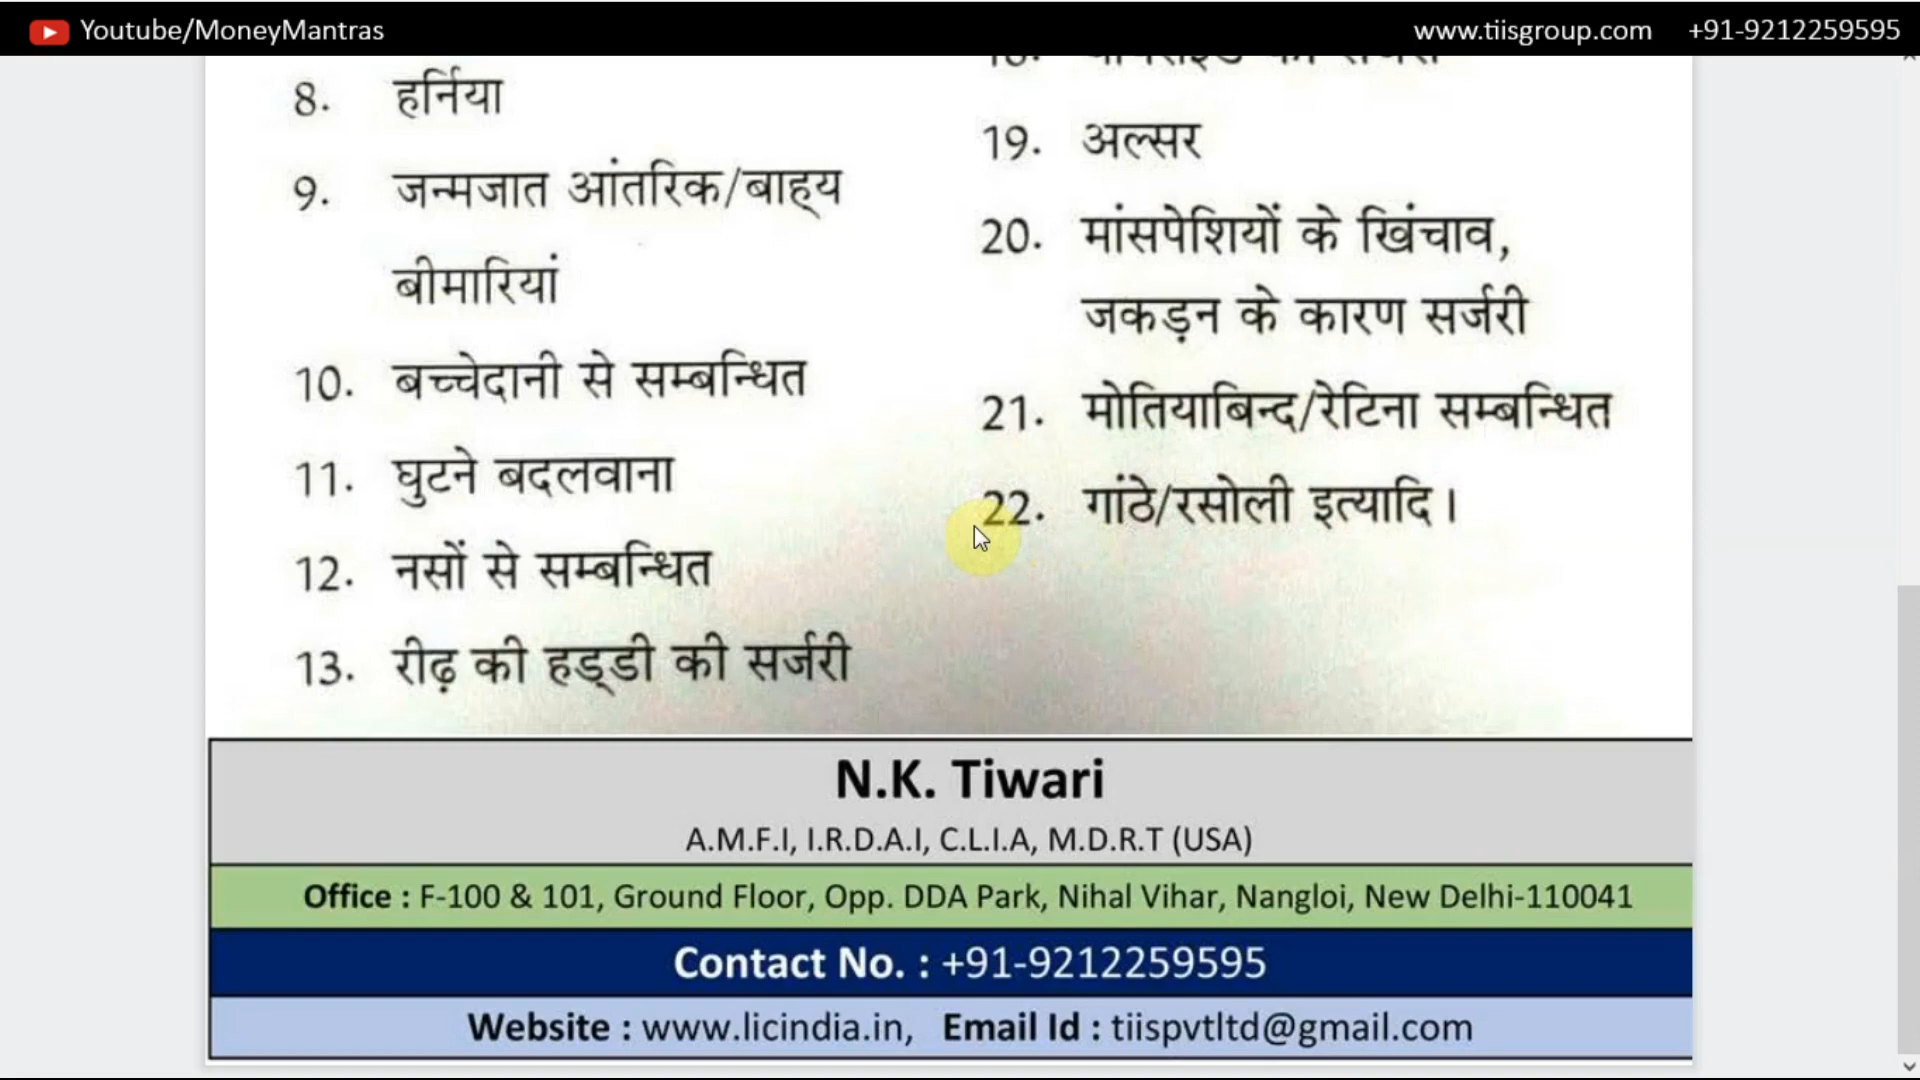 Youtube/MoneyMantras
www.tiisgroup.com +91-9212259595
8. हर्निया
9. जन्मजात आंतरिक/बाह्य
बीमारियां
10. बच्चेदानी से सम्बन्धित
11. घुटने बदलवाना
12. नसों से सम्बन्धित
13. रीढ़ की हड्डी की सर्जरी
19. अल्सर
20. मांसपेशियों के खिंचाव,
जकड़न के कारण सर्जरी
21. मोतियाबिन्द/रेटिना सम्बन्धित
22. गांठे/रसोली इत्यादि।
N.K. Tiwari
A.M.F.I, I.R.D.A.I, C.L.I.A, M.D.R.T (USA)
Office : F-100 & 101, Ground Floor, Opp. DDA Park, Nihal Vihar, Nangloi, New Delhi-110041
Contact No. : +91-9212259595
Website : www.licindia.in, Email Id : tiispvtltd@gmail.com